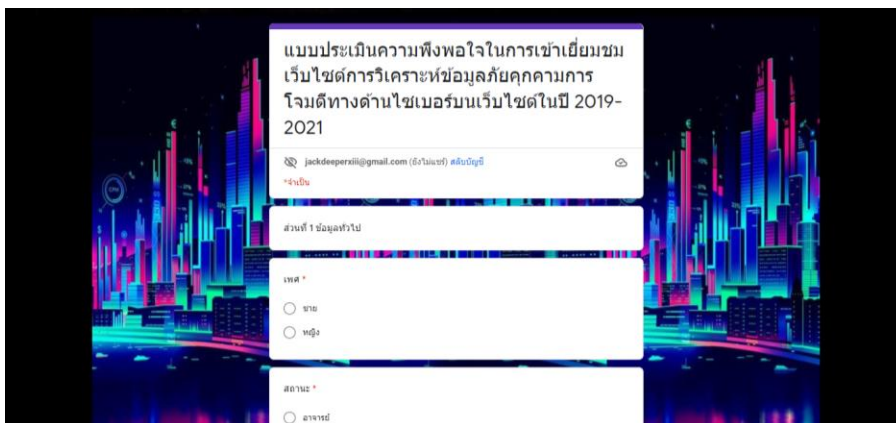 แบบประเมินความพึงพอใจในการเข้าเยี่ยมชม
เว็บไซต์การวิเคราะห์ข้อมูลภัยคุกคามการ
โจมตีทางด้านไซเบอร์บนเว็บไซต์ในปี 2019-
2021
jackdeeperxiii@gmail.com (ยังไม่แชร์) สลับบัญชี
*จำเป็น
ส่วนที่ 1 ข้อมูลทั่วไป
เพศ *
ชาย
หญิง
สถานะ *
อาจารย์